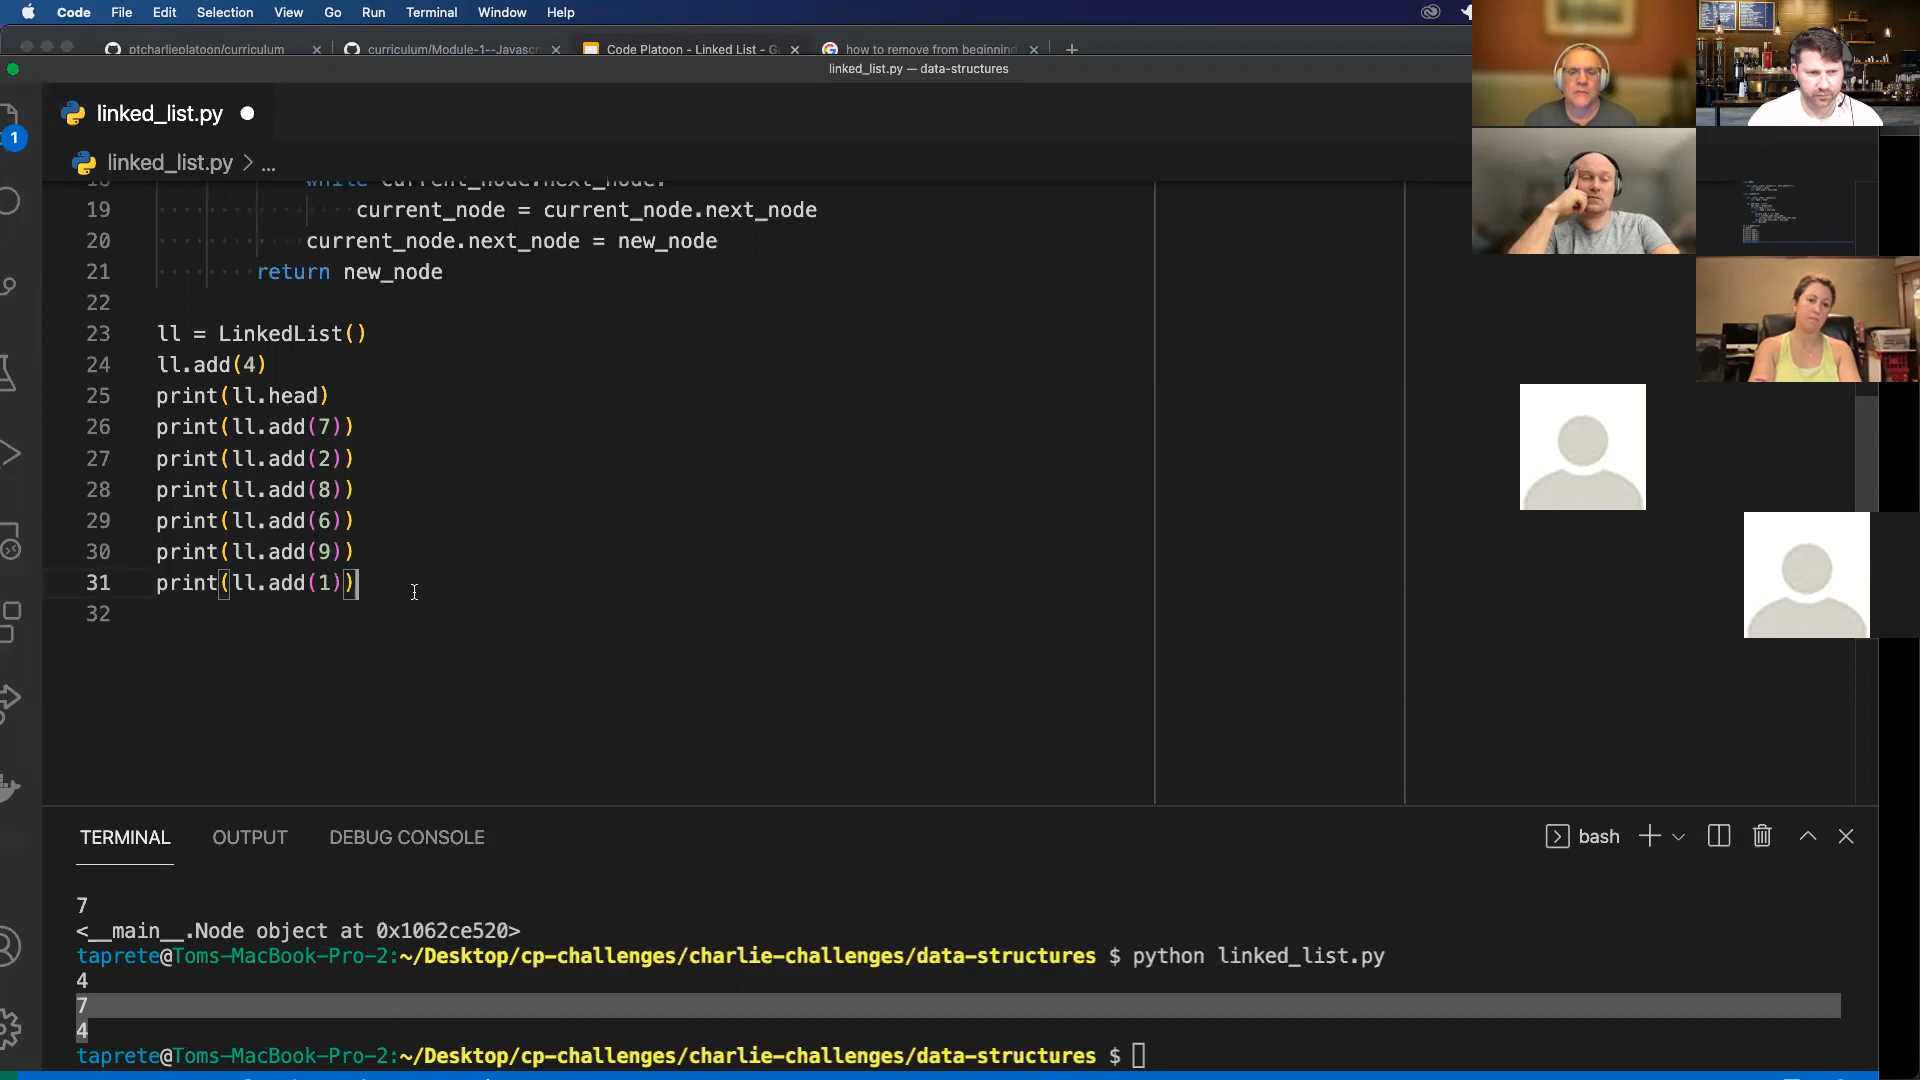 Code File Edit Selection View Go Run Terminal Window Help
ptcharlieplatoon/curriculum
curriculum/Module-1--Javasc
Code Platoon - Linked List - G
how to remove from beginning
linked_list.py — data-structures
linked_list.py
1
linked_list.py > ...
18 while current_node.next_node:
19 current_node = current_node.next_node
20 current_node.next_node = new_node
21 return new_node
22
23 ll = LinkedList()
24 ll.add(4)
25 print(ll.head)
26 print(ll.add(7))
27 print(ll.add(2))
28 print(ll.add(8))
29 print(ll.add(6))
30 print(ll.add(9))
31 print(ll.add(1))
32
TERMINAL OUTPUT DEBUG CONSOLE
bash
7
<__main__.Node object at 0x1062ce520>
taprete@Toms-MacBook-Pro-2:~/Desktop/cp-challenges/charlie-challenges/data-structures $ python linked_list.py
4
7
4
taprete@Toms-MacBook-Pro-2:~/Desktop/cp-challenges/charlie-challenges/data-structures $